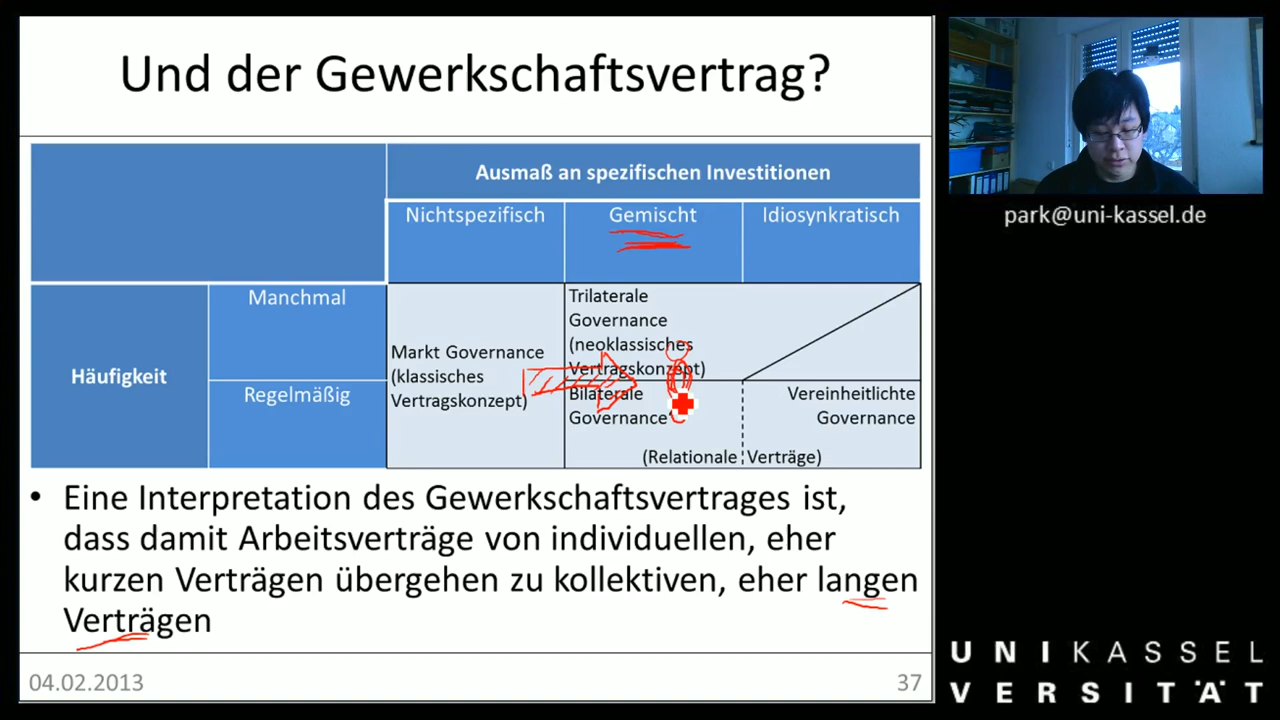 Und der Gewerkschaftsvertrag?
Ausmaß an spezifischen Investitionen
Nichtspezifisch
Gemischt
Idiosynkratisch
Häufigkeit
Manchmal
Regelmäßig
Markt Governance
(klassisches
Vertragskonzept)
Trilaterale
Governance
(neoklassisches
Vertragskonzept)
Bilaterale
Governance
Vereinheitlichte
Governance
(Relationale Verträge)
• Eine Interpretation des Gewerkschaftsvertrages ist,
dass damit Arbeitsverträge von individuellen, eher
kurzen Verträgen übergehen zu kollektiven, eher langen
Verträgen
04.02.2013
37
park@uni-kassel.de
UNIKASSEL
VERSITÄT